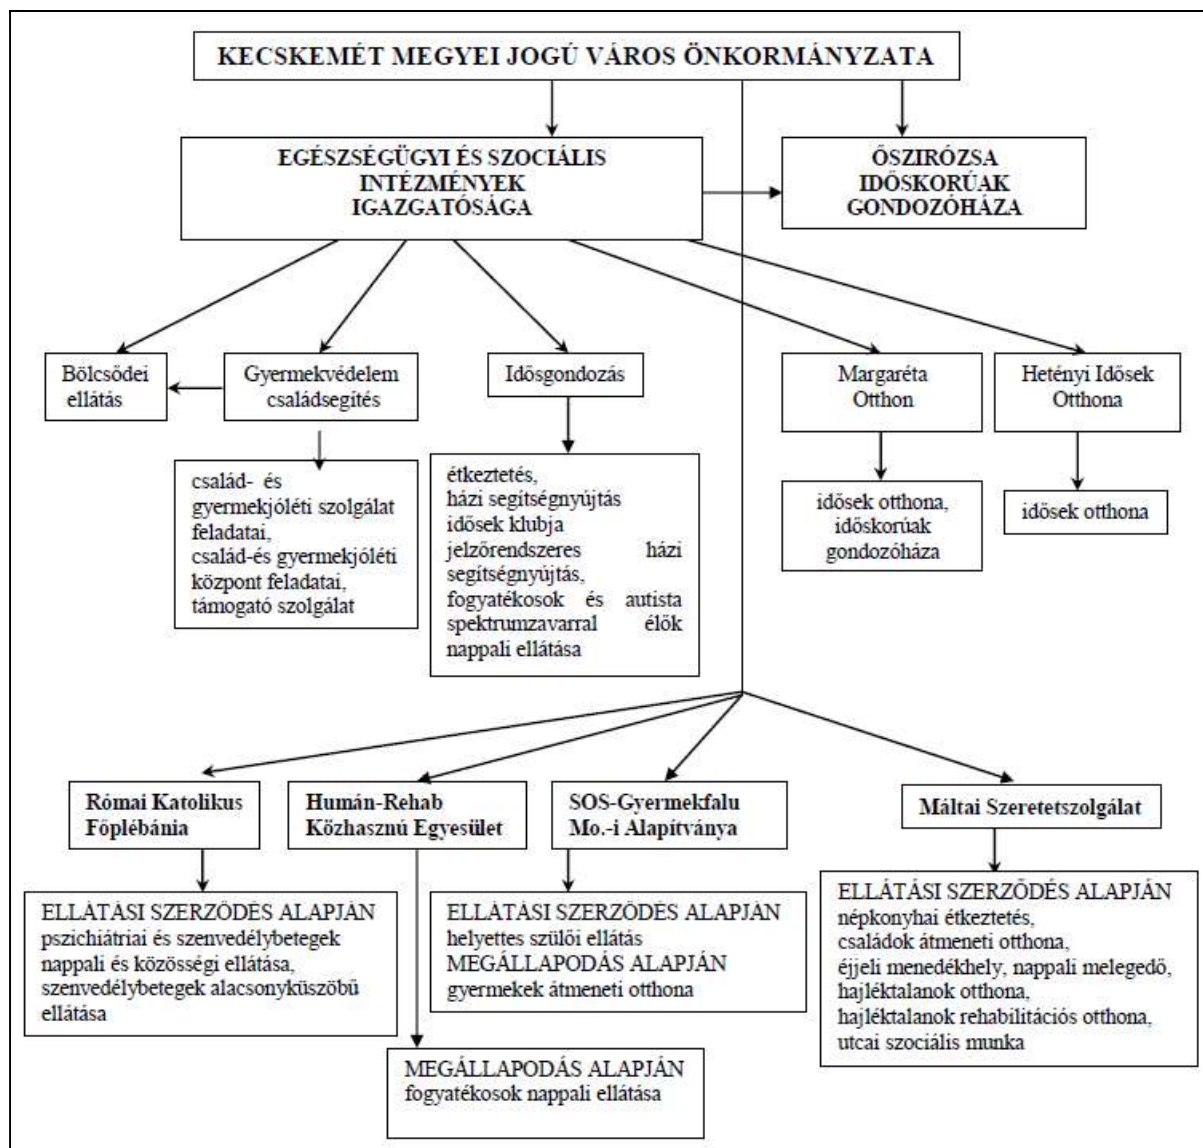 KECSKEMÉT MEGYEI JOGÚ VÁROS ÖNKORMÁNYZATA
EGÉSZSÉGÜGYI ÉS SZOCIÁLIS
INTÉZMÉNYEK
IGAZGATÓSÁGA
ŐSZIRÓZSA
IDŐSKORÚAK
GONDOZÓHÁZA
Bölcsődei
ellátás
Gyermekvédelem
családsegítés
Idősgondozás
Margaréta
Otthon
Hetényi Idősek
Otthona
család- és
gyermekjóléti szolgálat
feladatai,
család-és gyermekjóléti
központ feladatai,
támogató szolgálat
étkeztetés,
házi segítségnyújtás
idősek klubja
jelzőrendszeres házi
segítségnyújtás,
fogyatékosok és autista
spektrumzavarral élők
nappali ellátása
idősek otthona,
időskorúak
gondozóháza
idősek otthona
Római Katolikus
Főplébánia
Humán-Rehab
Közhasznú Egyesület
SOS-Gyermekfalu
Mo.-i Alapítványa
Máltai Szeretetszolgálat
ELLÁTÁSI SZERZŐDÉS ALAPJÁN
pszichiátriai és szenvedélybetegek
nappali és közösségi ellátása,
szenvedélybetegek alacsonyküszöbű
ellátása
MEGÁLLAPODÁS ALAPJÁN
fogyatékosok nappali ellátása
ELLÁTÁSI SZERZŐDÉS ALAPJÁN
helyettes szülői ellátás
MEGÁLLAPODÁS ALAPJÁN
gyermekek átmeneti otthona
ELLÁTÁSI SZERZŐDÉS ALAPJÁN
népkonyhai étkeztetés,
családok átmeneti otthona,
éjjeli menedékhely, nappali melegedő,
hajléktalanok otthona,
hajléktalanok rehabilitációs otthona,
utcai szociális munka